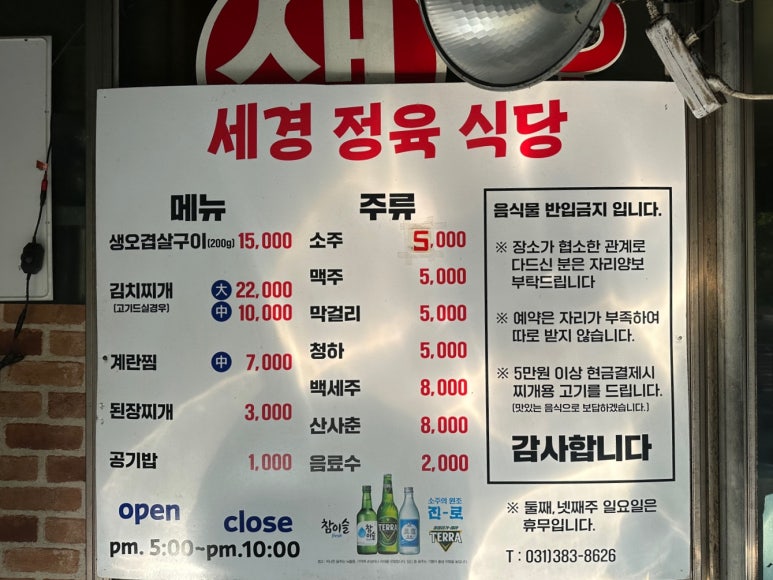 생
세경 정육 식당
메뉴
생오겹살구이(200g) 15,000
김치찌개 大 22,000
(고기드실경우) 中 10,000
계란찜 中 7,000
된장찌개 3,000
공기밥 1,000
open close
pm. 5:00~pm.10:00
주류
소주 5,000
맥주 5,000
막걸리 5,000
청하 5,000
백세주 8,000
산사춘 8,000
음료수 2,000
참이슬
fresh
TERRA
소주의 원조
진-로
TERRA
음식물 반입금지 입니다.
※ 장소가 협소한 관계로
다드신 분은 자리양보
부탁드립니다
※ 예약은 자리가 부족하여
따로 받지 않습니다.
※ 5만원 이상 현금결제시
찌개용 고기를 드립니다.
(맛있는 음식으로 보답하겠습니다.)
감사합니다
※ 둘째,넷째주 일요일은
휴무입니다.
T : 031)383-8626